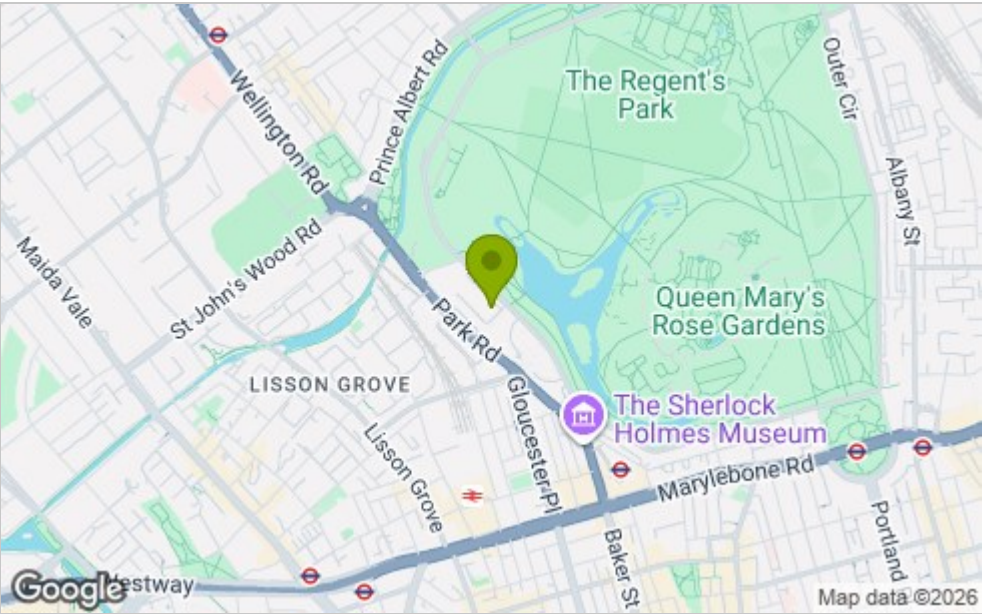 Wellington Rd
Prince Albert Rd
The Regent's
Park
Outer Cir
Albany St
Maida Vale
St John's Wood Rd
Park Rd
Queen Mary's
Rose Gardens
LISSON GROVE
Gloucester Pl
The Sherlock
Holmes Museum
Lisson Grove
Marylebone Rd
Baker St
Portland
Google
Westway
Map data ©2026